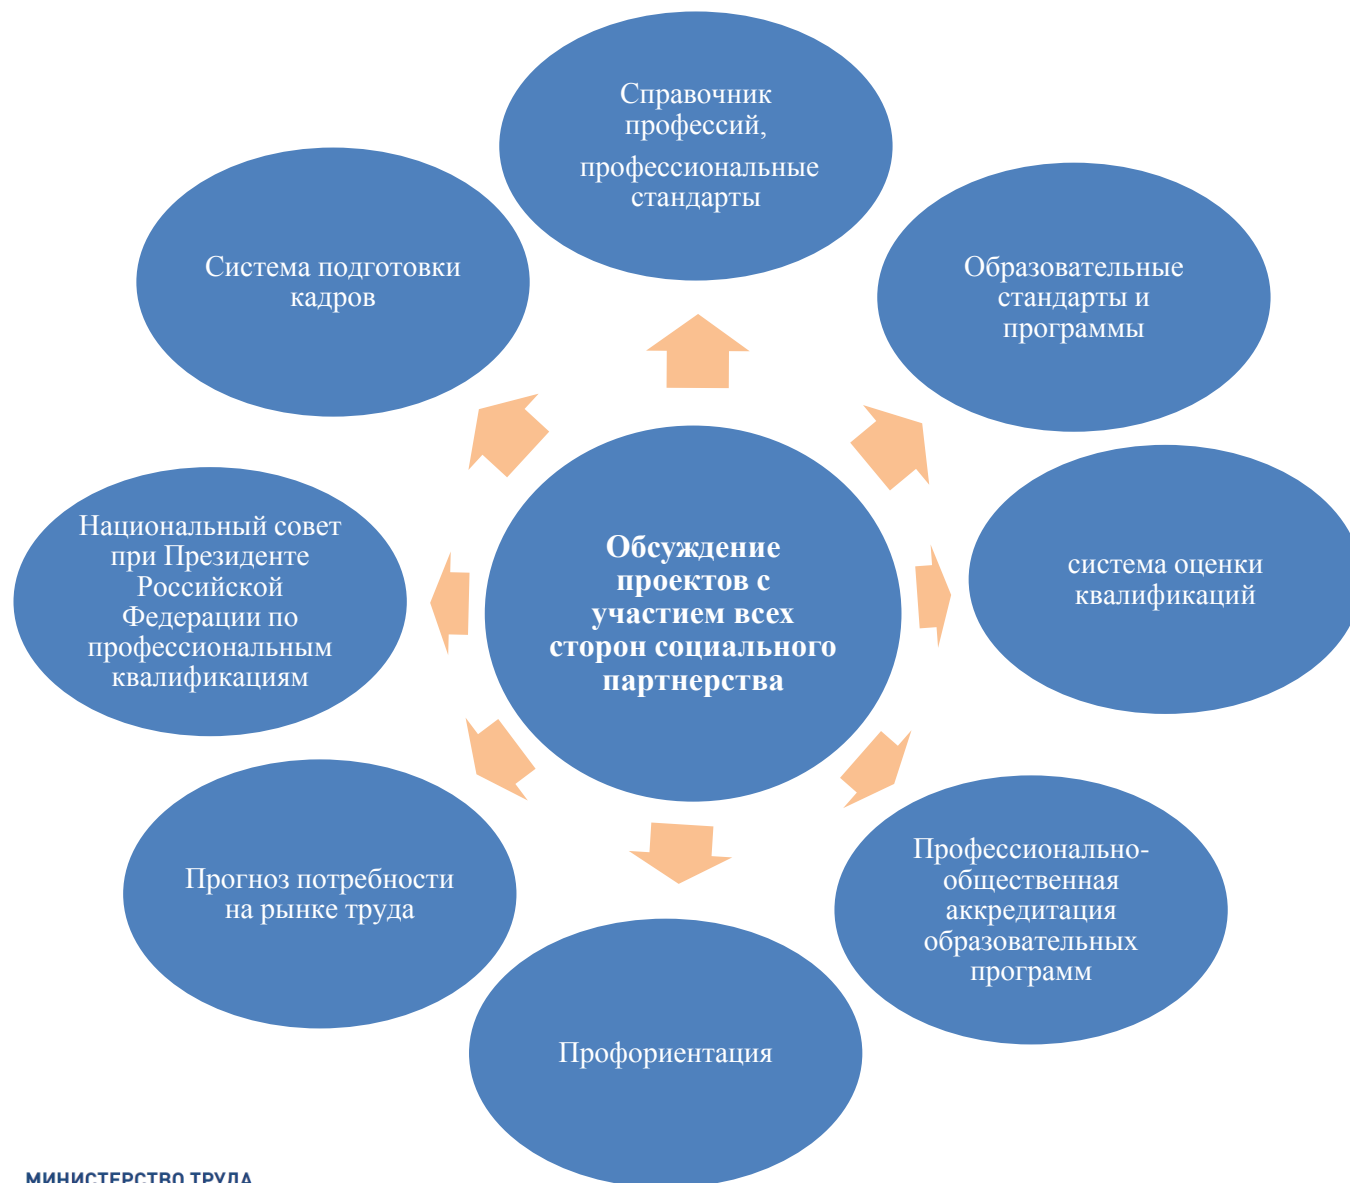 Справочник
профессий,
профессиональные
стандарты
Образовательные
стандарты и
программы
система оценки
квалификаций
Профессионально-
общественная
аккредитация
образовательных
программ
Профориентация
Прогноз потребности
на рынке труда
Национальный совет
при Президенте
Российской
Федерации по
профессиональным
квалификациям
Система подготовки
кадров
Обсуждение
проектов с
участием всех
сторон социального
партнерства
МИНИСТЕРСТВО ТРУДА